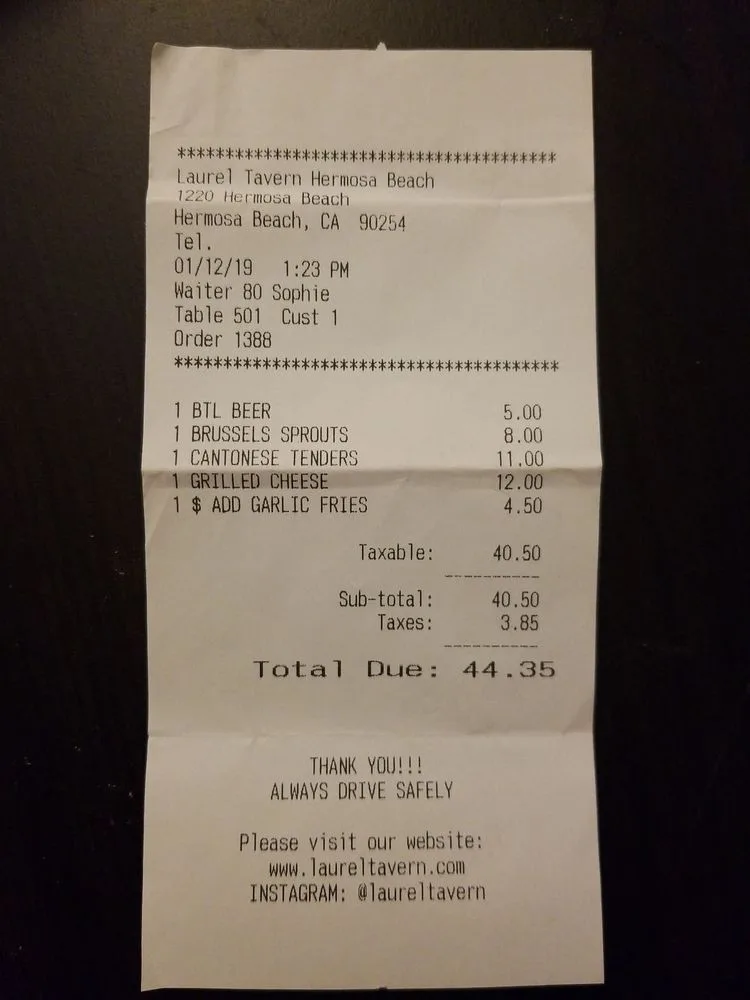 ***************************************
Laurel Tavern Hermosa Beach
1220 Hermosa Beach
Hermosa Beach, CA  90254
Tel.
01/12/19   1:23 PM
Waiter 80 Sophie
Table 501  Cust 1
Order 1388
***************************************
1 BTL BEER 5.00
1 BRUSSELS SPROUTS 8.00
1 CANTONESE TENDERS 11.00
1 GRILLED CHEESE 12.00
1 $ ADD GARLIC FRIES 4.50
Taxable: 40.50
----------
Sub-total: 40.50
Taxes: 3.85
----------
Total Due: 44.35
THANK YOU!!!
ALWAYS DRIVE SAFELY
Please visit our website:
www.laureltavern.com
INSTAGRAM: @laureltavern